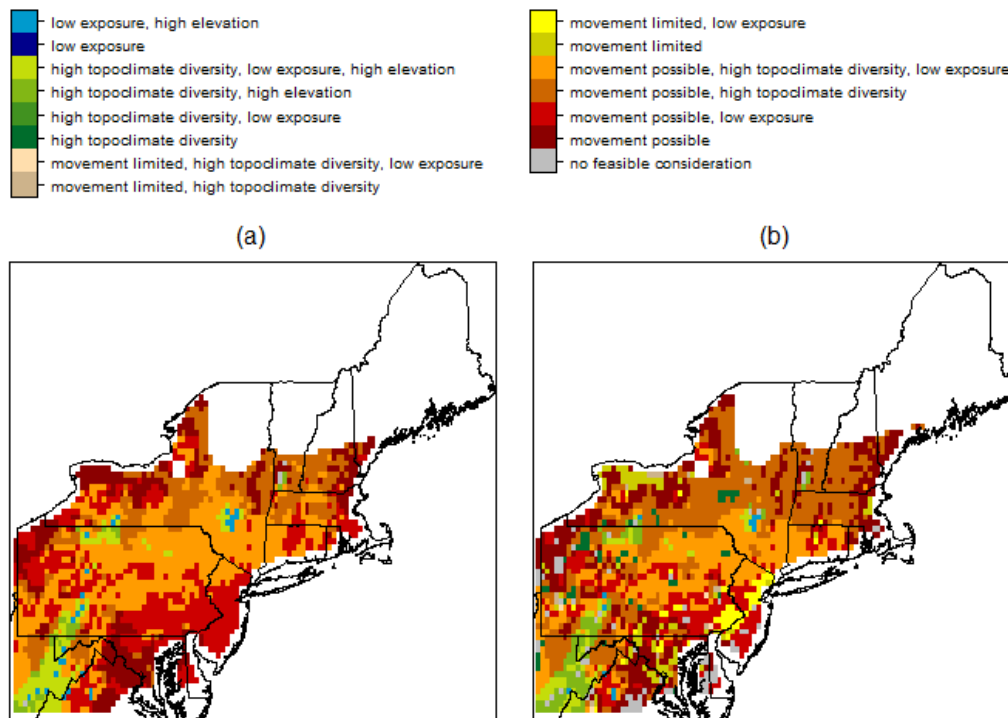 low exposure, high elevation
low exposure
high topoclimate diversity, low exposure, high elevation
high topoclimate diversity, high elevation
high topoclimate diversity, low exposure
high topoclimate diversity
movement limited, high topoclimate diversity, low exposure
movement limited, high topoclimate diversity
movement limited, low exposure
movement limited
movement possible, high topoclimate diversity, low exposure
movement possible, high topoclimate diversity
movement possible, low exposure
movement possible
no feasible consideration
(a)
(b)